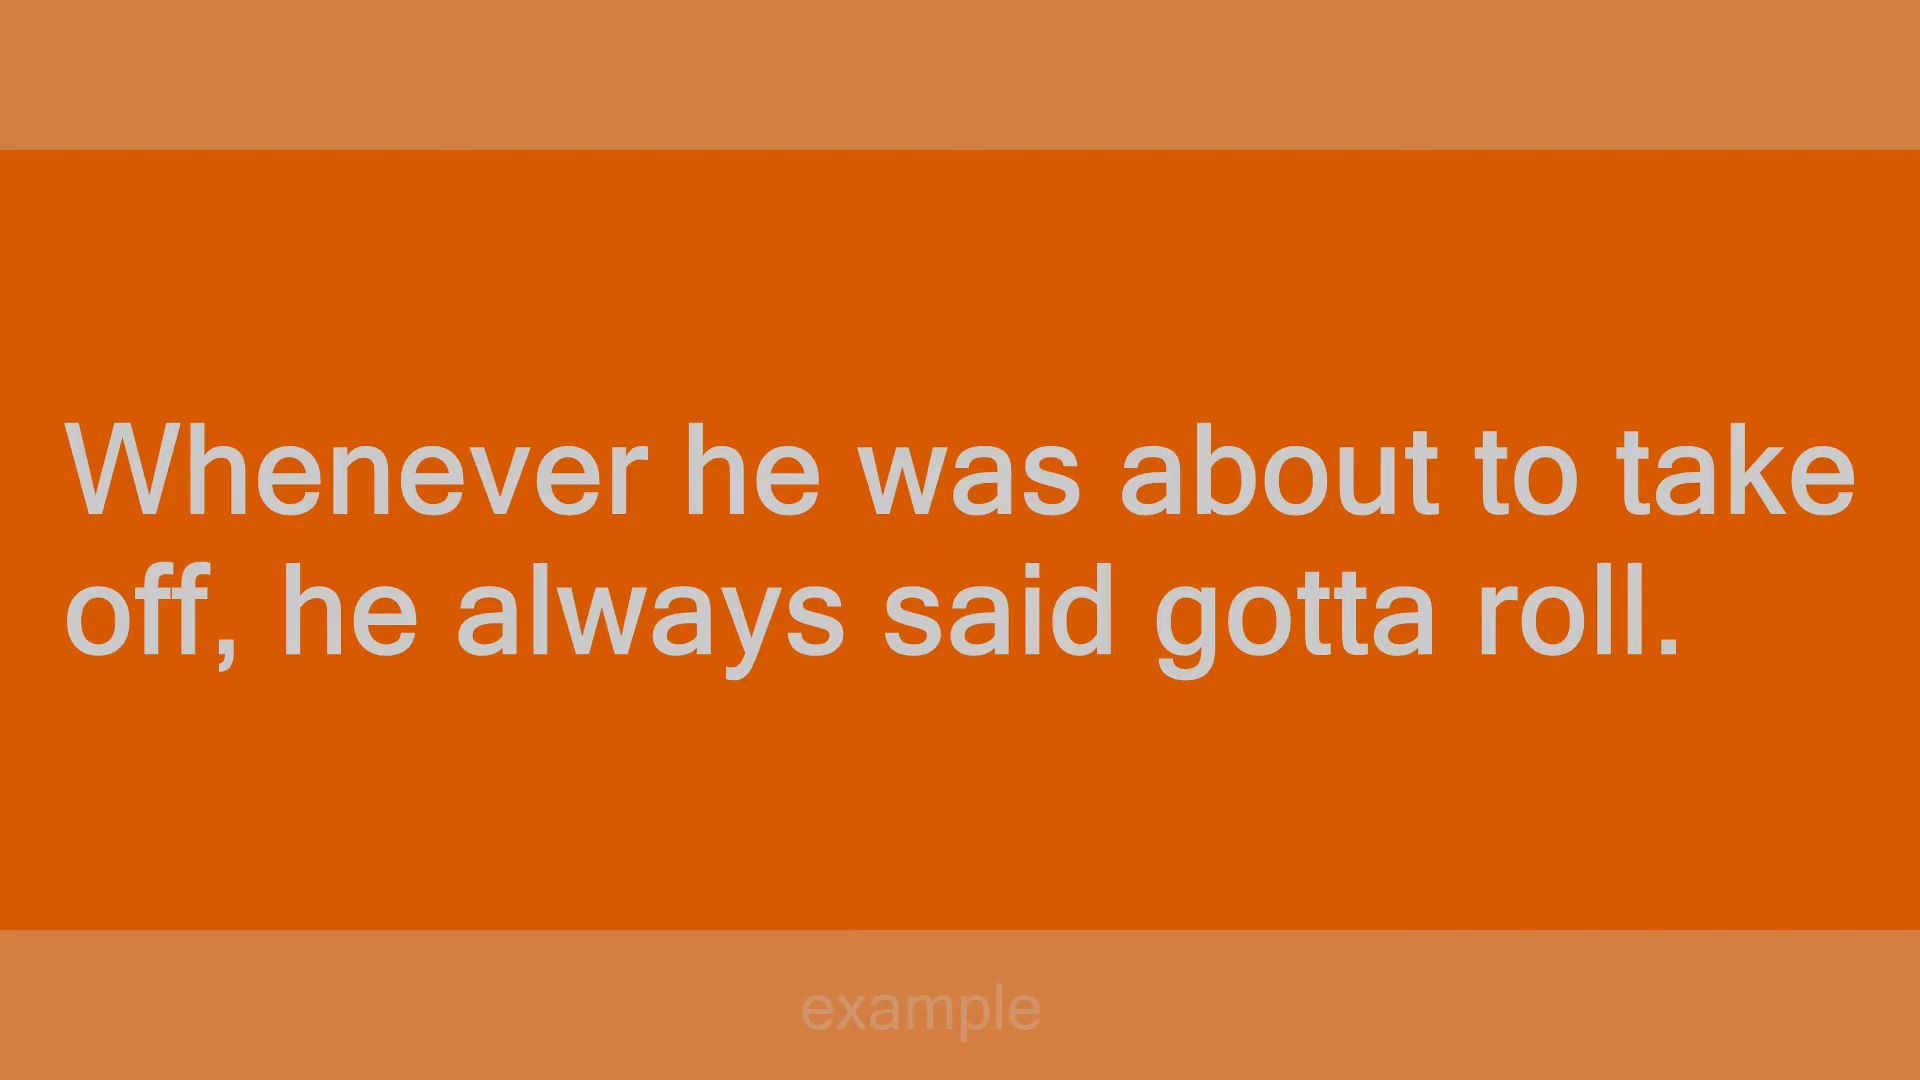 Whenever he was about to take
off, he always said gotta roll.
example